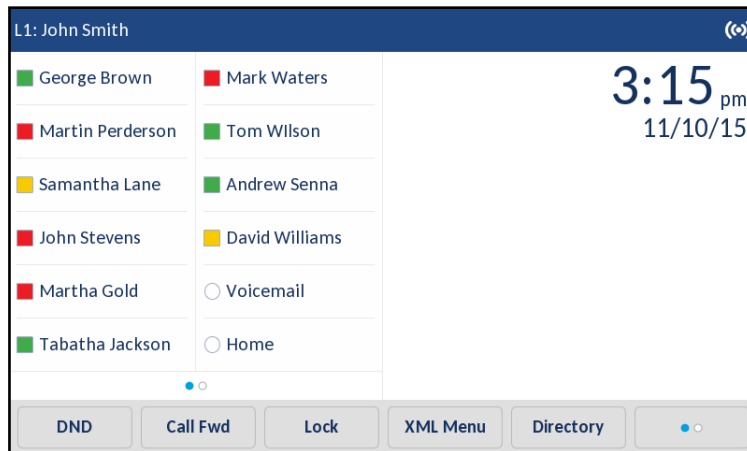 L1: John Smith
George Brown
Mark Waters
Martin Perderson
Tom WIlson
Samantha Lane
Andrew Senna
John Stevens
David Williams
Martha Gold
Voicemail
Tabatha Jackson
Home
3:15 pm
11/10/15
DND
Call Fwd
Lock
XML Menu
Directory